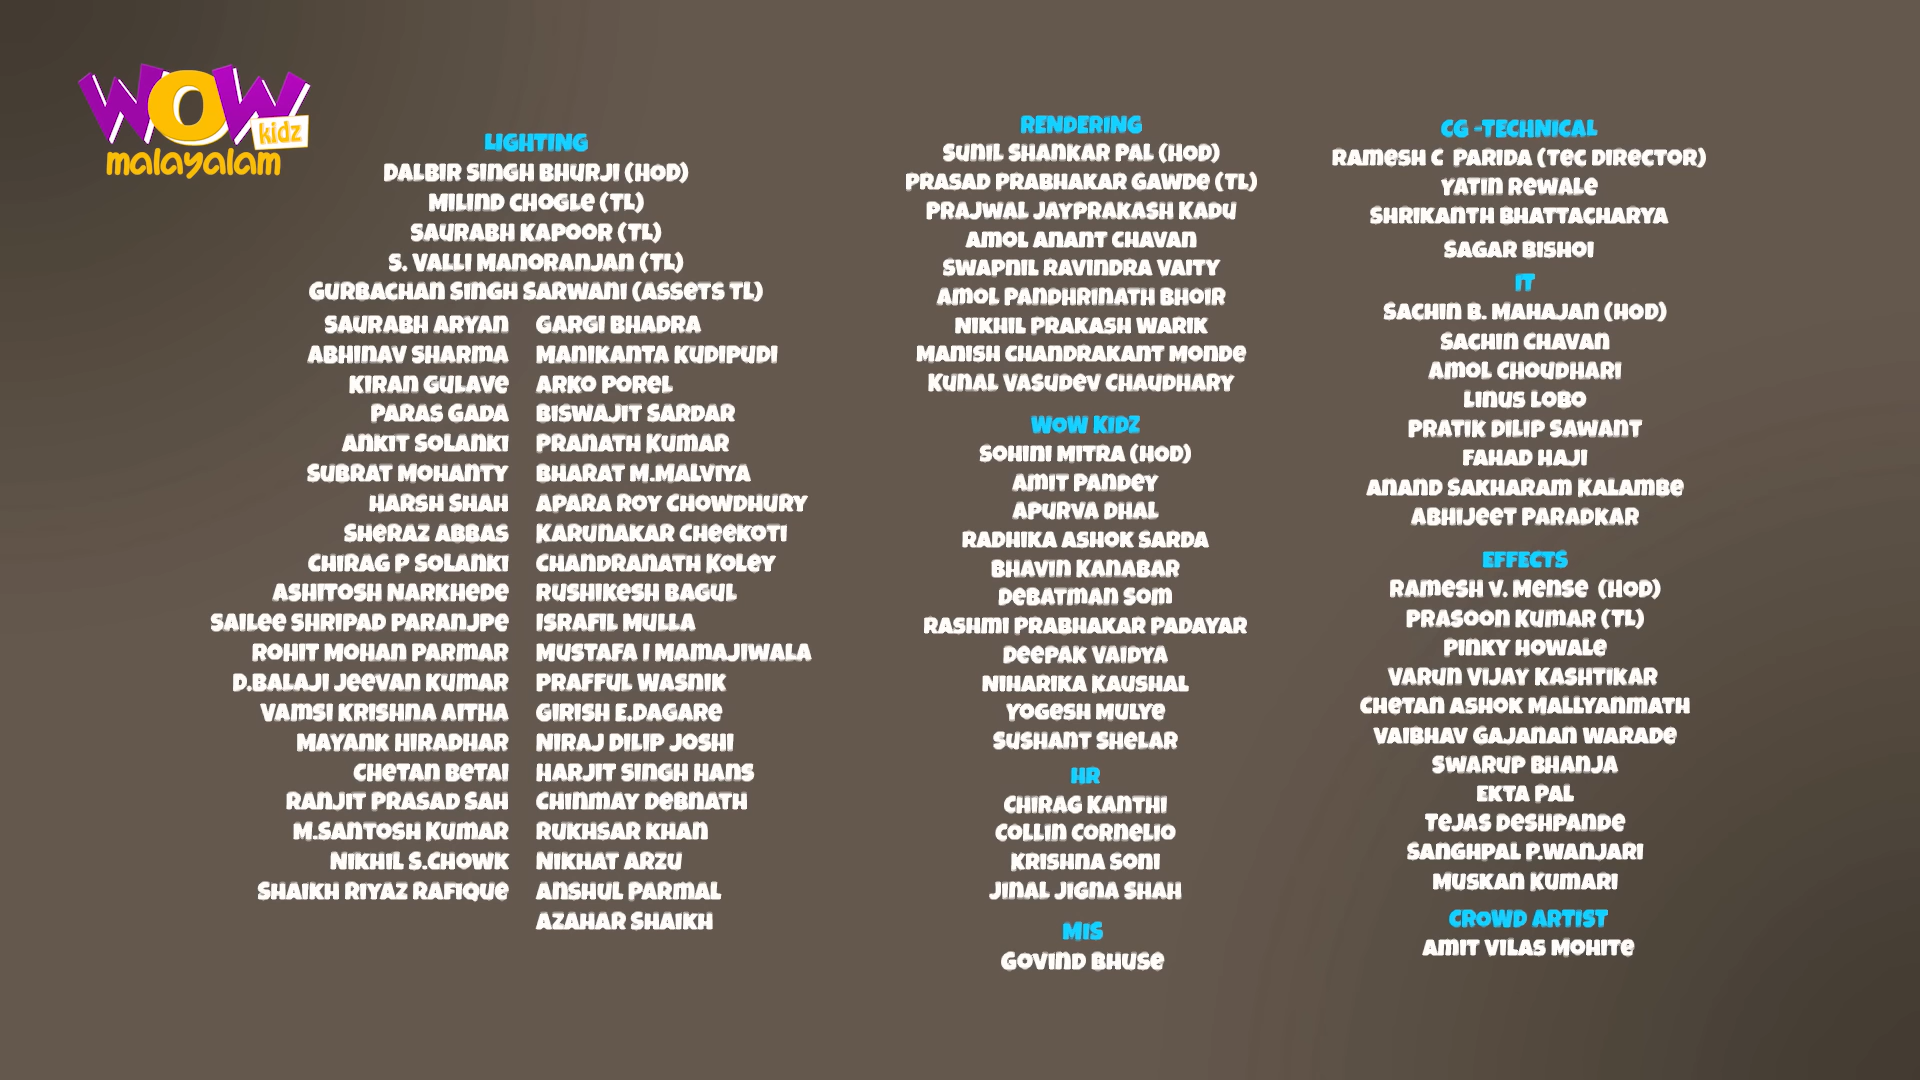 WOW
kidz
malayalam
LIGHTING
DALBIR SINGH BHURJI (HOD)
MILIND CHOGLE (TL)
SAURABH KAPOOR (TL)
S. VALLI MANORANJAN (TL)
GURBACHAN SINGH SARWANI (ASSETS TL)
SAURABH ARYAN GARGI BHADRA
ABHINAV SHARMA MANIKANTA KUDIPUDI
KIRAN GULAVE ARKO POREL
PARAS GADA BISWAJIT SARDAR
ANKIT SOLANKI PRANATH KUMAR
SUBRAT MOHANTY BHARAT M.MALVIYA
HARSH SHAH APARA ROY CHOWDHURY
SHERAZ ABBAS KARUNAKAR CHEEKOTI
CHIRAG P SOLANKI CHANDRANATH KOLEY
ASHITOSH NARKHEDE RUSHIKESH BAGUL
SAILEE SHRIPAD PARANJPE ISRAFIL MULLA
ROHIT MOHAN PARMAR MUSTAFA I MAMAJIWALA
D.BALAJI JEEVAN KUMAR PRAFFUL WASNIK
VAMSI KRISHNA AITHA GIRISH E.DAGARE
MAYANK HIRADHAR NIRAJ DILIP JOSHI
CHETAN BETAI HARJIT SINGH HANS
RANJIT PRASAD SAH CHINMAY DEBNATH
M.SANTOSH KUMAR RUKHSAR KHAN
NIKHIL S.CHOWK NIKHAT ARZU
SHAIKH RIYAZ RAFIQUE ANSHUL PARMAL
AZAHAR SHAIKH
RENDERING
SUNIL SHANKAR PAL (HOD)
PRASAD PRABHAKAR GAWDE (TL)
PRAJWAL JAYPRAKASH KADU
AMOL ANANT CHAVAN
SWAPNIL RAVINDRA VAITY
AMOL PANDHRINATH BHOIR
NIKHIL PRAKASH WARIK
MANISH CHANDRAKANT MONDE
KUNAL VASUDEV CHAUDHARY
WOW KIDZ
SOHINI MITRA (HOD)
AMIT PANDEY
APURVA DHAL
RADHIKA ASHOK SARDA
BHAVIN KANABAR
DEBATMAN SOM
RASHMI PRABHAKAR PADAYAR
DEEPAK VAIDYA
NIHARIKA KAUSHAL
YOGESH MULYE
SUSHANT SHELAR
HR
CHIRAG KANTHI
COLLIN CORNELIO
KRISHNA SONI
JINAL JIGNA SHAH
MIS
GOVIND BHUSE
CG -TECHNICAL
RAMESH C PARIDA (TEC DIRECTOR)
YATIN REWALE
SHRIKANTH BHATTACHARYA
SAGAR BISHOI
IT
SACHIN B. MAHAJAN (HOD)
SACHIN CHAVAN
AMOL CHOUDHARI
LINUS LOBO
PRATIK DILIP SAWANT
FAHAD HAJI
ANAND SAKHARAM KALAMBE
ABHIJEET PARADKAR
EFFECTS
RAMESH V. MENSE (HOD)
PRASOON KUMAR (TL)
PINKY HOWALE
VARUN VIJAY KASHTIKAR
CHETAN ASHOK MALLYANMATH
VAIBHAV GAJANAN WARADE
SWARUP BHANJA
EKTA PAL
TEJAS DESHPANDE
SANGHPAL P.WANJARI
MUSKAN KUMARI
CROWD ARTIST
AMIT VILAS MOHITE